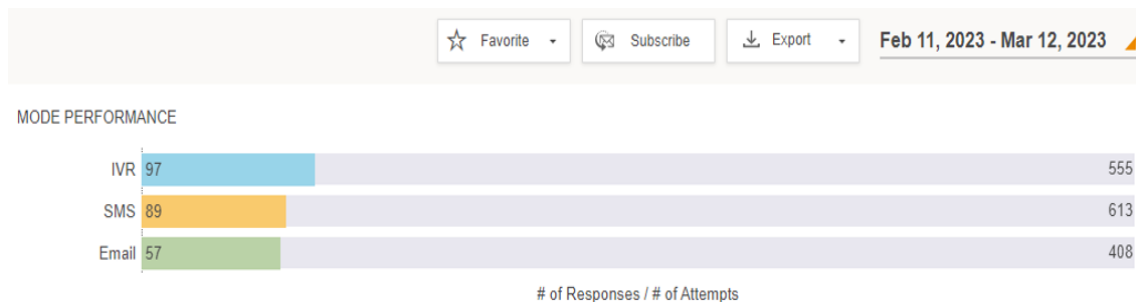 Favorite
Subscribe
Export
Feb 11, 2023 - Mar 12, 2023
MODE PERFORMANCE
IVR 97 555
SMS 89 613
Email 57 408
# of Responses / # of Attempts